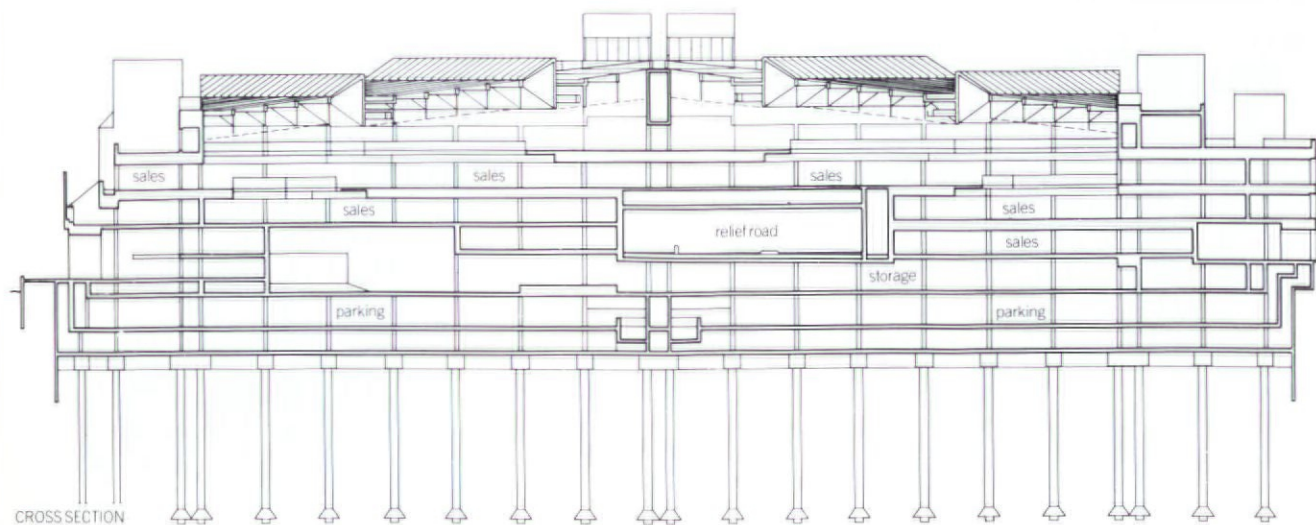 sales
sales
sales
sales
sales
relief road
sales
storage
parking
parking
CROSS SECTION